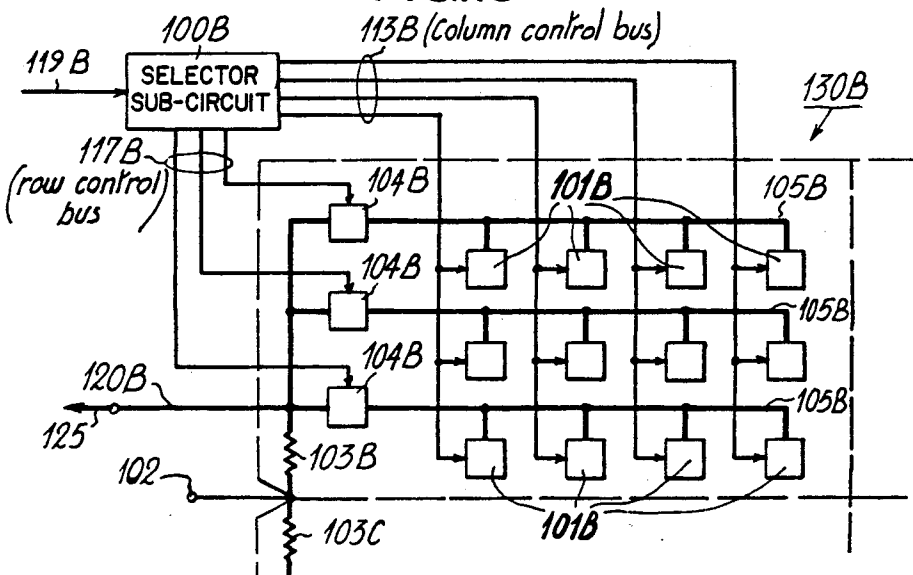 100B
113B (Column control bus)
119B
SELECTOR
SUB-CIRCUIT
130B
117B
(row control)
bus
104B
101B
105B
104B
105B
104B
120B
105B
125
103B
102
101B
103C